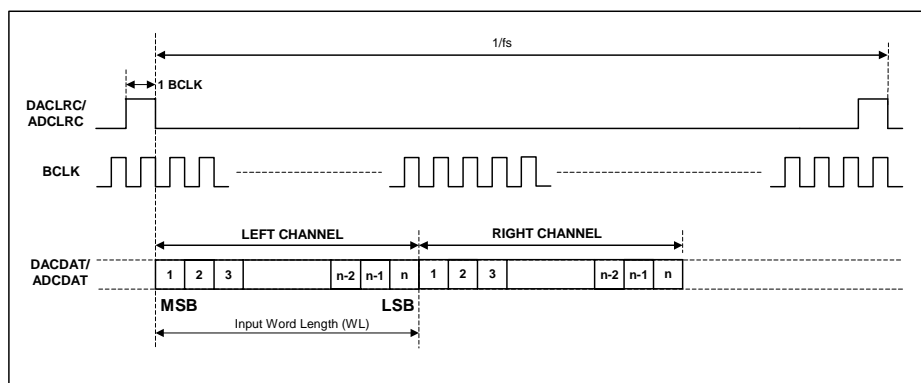 1/fs
1 BCLK
DACLRC/
ADCLRC
BCLK
LEFT CHANNEL RIGHT CHANNEL
DACDAT/
ADCDAT
1 2 3 n-2 n-1 n 1 2 3 n-2 n-1 n
MSB LSB
Input Word Length (WL)